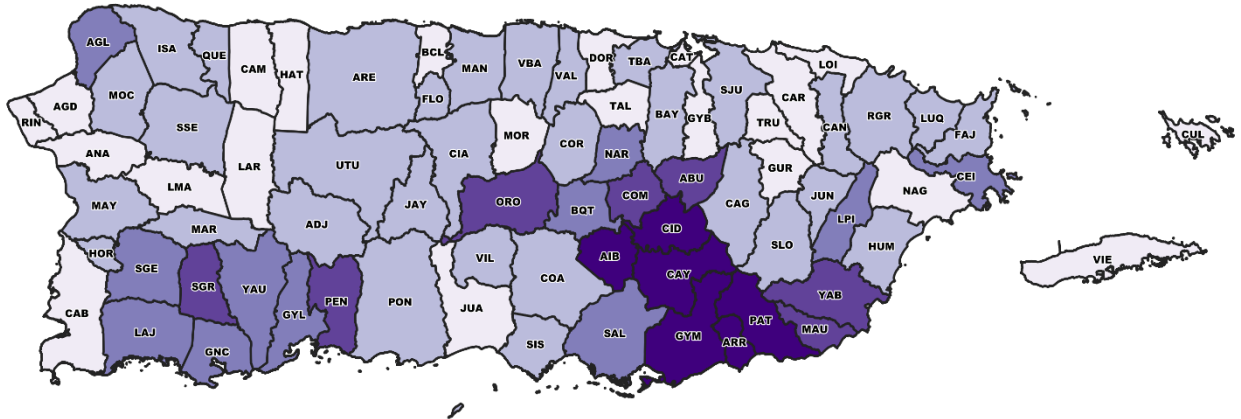 AGL
ISA
QUE
CAM
HAT
ARE
BCL
MAN
VBA
VAL
DOR
TBA
CAT
LOI
SJU
CAR
CAN
RGR
LUQ
FAJ
CUL
AGD
MOC
RIN
SSE
FLO
TAL
BAY
GYB
TRU
ANA
LAR
UTU
CIA
MOR
COR
NAR
GUR
CEI
LMA
ABU
COM
NAG
MAY
JAY
ORO
BQT
CAG
JUN
LPI
MAR
ADJ
CID
SLO
HUM
HOR
SGE
VIL
AIB
CAY
VIE
SGR
YAU
PEN
PON
COA
YAB
CAB
GYL
JUA
PAT
MAU
LAJ
GNC
SIS
SAL
GYM
ARR